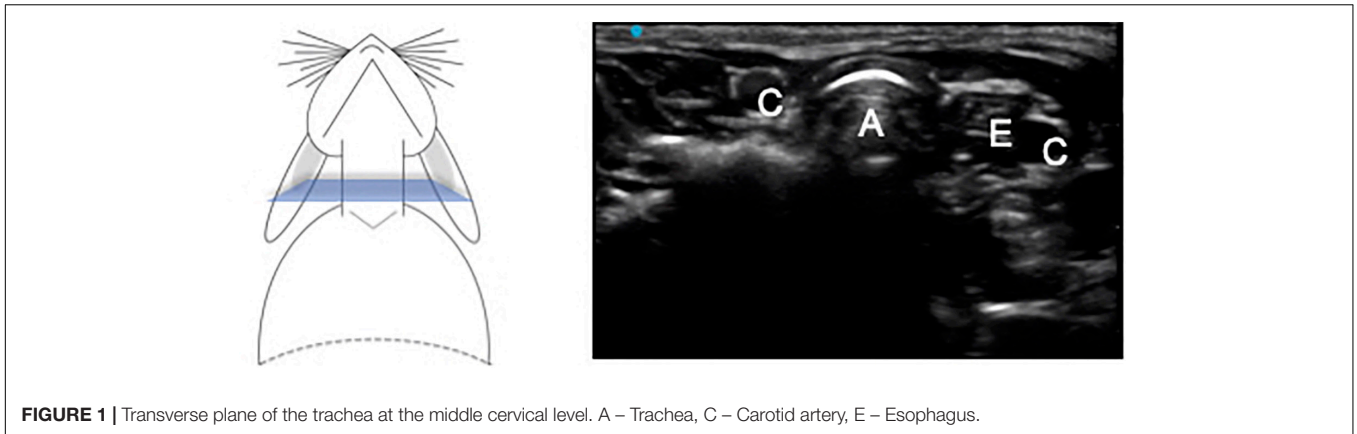 C
A
E
C
FIGURE 1 | Transverse plane of the trachea at the middle cervical level. A – Trachea, C – Carotid artery, E – Esophagus.